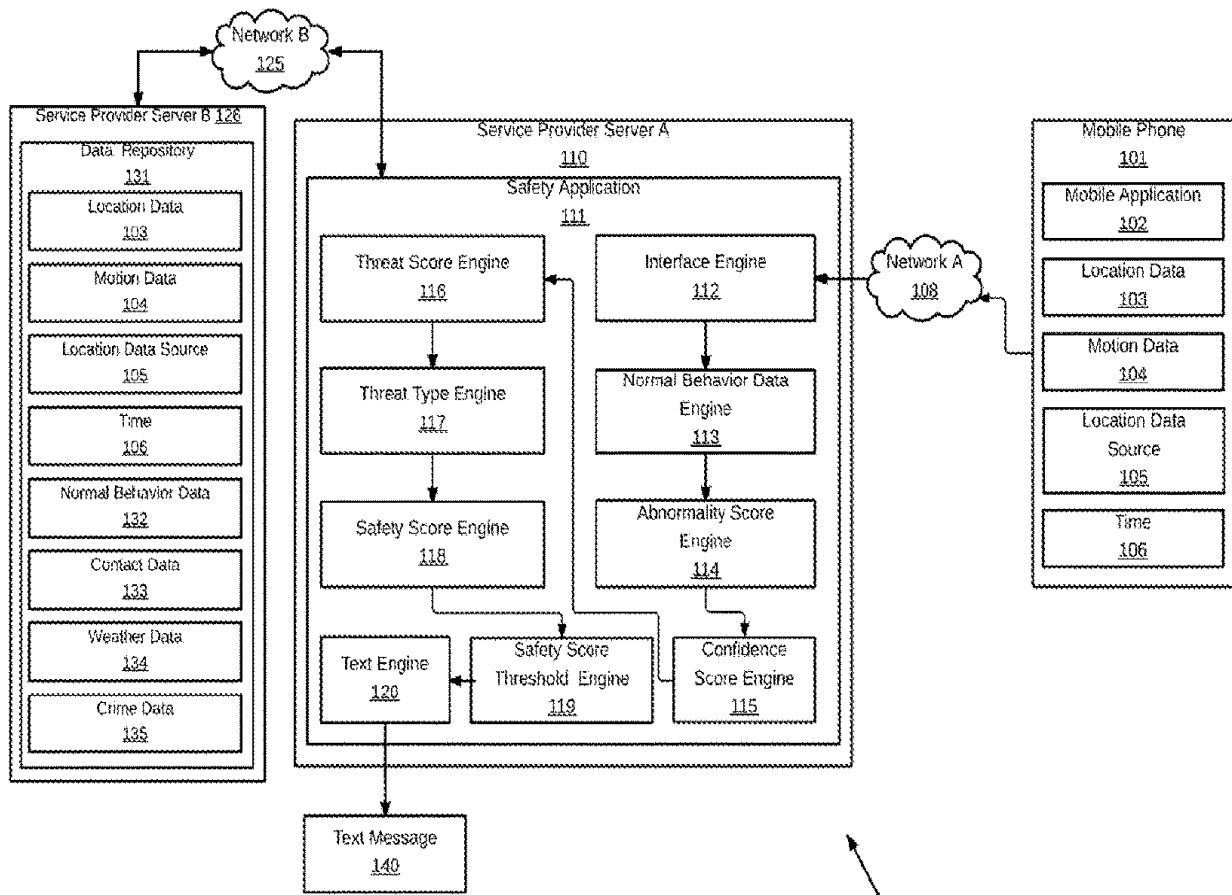 Network B
125
Service Provider Server B 126
Data Repository
131
Location Data
103
Motion Data
104
Location Data Source
105
Time
106
Normal Behavior Data
132
Contact Data
133
Weather Data
134
Crime Data
135
Service Provider Server A
110
Safety Application
111
Threat Score Engine
116
Threat Type Engine
117
Safety Score Engine
118
Text Engine
120
Interface Engine
112
Normal Behavior Data
Engine
113
Abnormality Score
Engine
114
Safety Score
Threshold Engine
119
Confidence
Score Engine
115
Text Message
140
Network A
108
Mobile Phone
101
Mobile Application
102
Location Data
103
Motion Data
104
Location Data
Source
105
Time
106